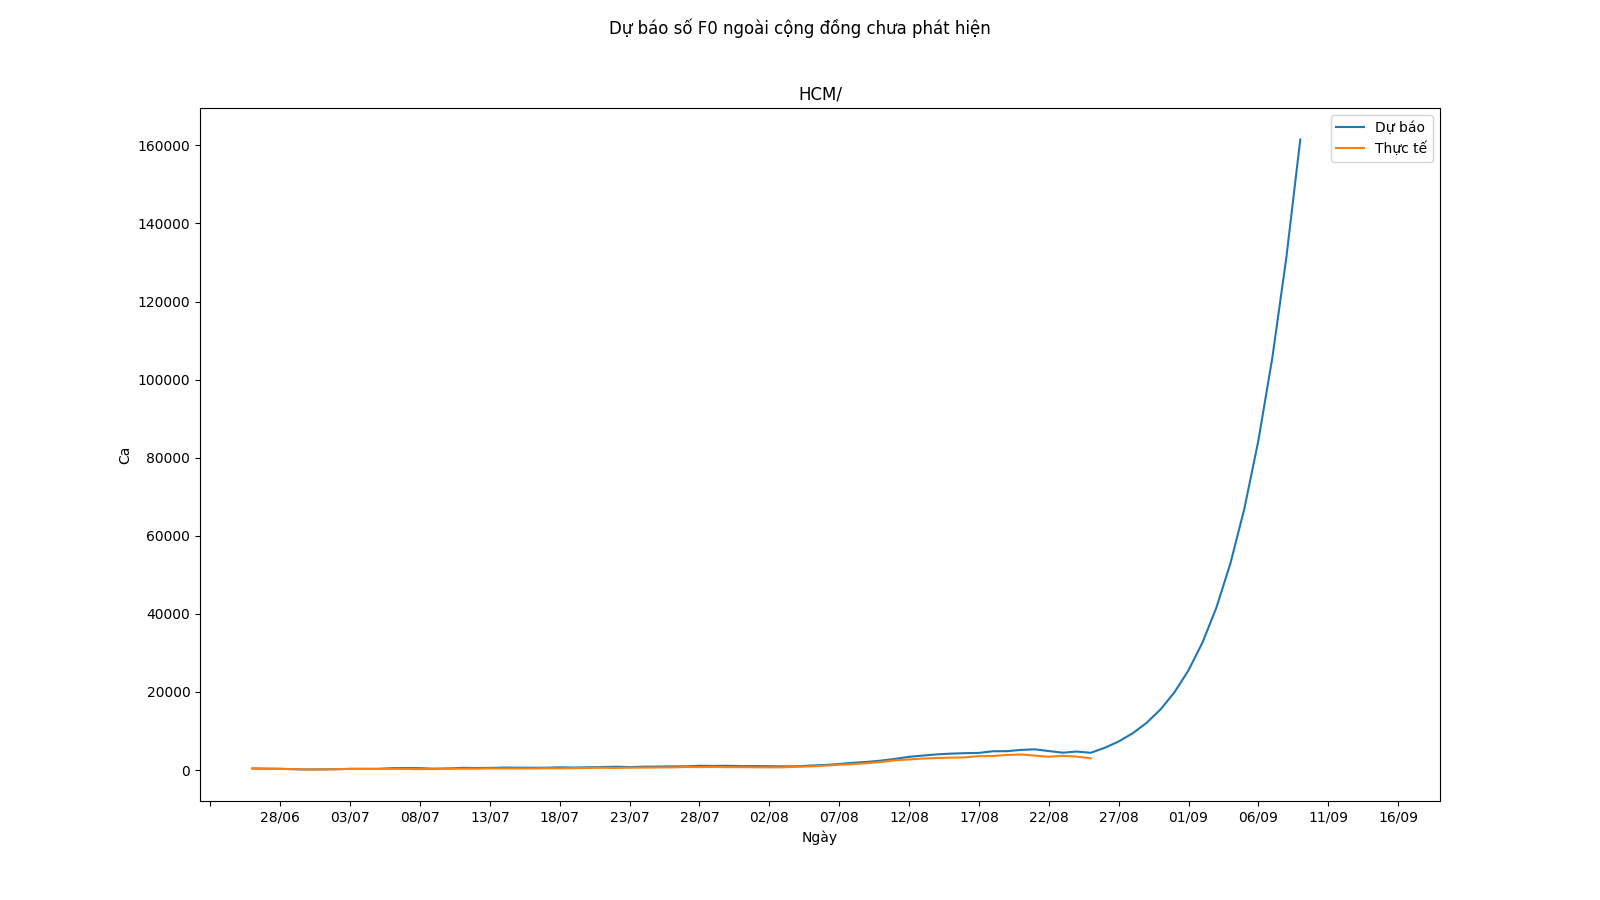 Dự báo số F0 ngoài cộng đồng chưa phát hiện
HCM/
Dự báo
Thực tế
160000
140000
120000
100000
80000
60000
40000
20000
0
Ca
28/06 03/07 08/07 13/07 18/07 23/07 28/07 02/08 07/08 12/08 17/08 22/08 27/08 01/09 06/09 11/09 16/09
Ngày